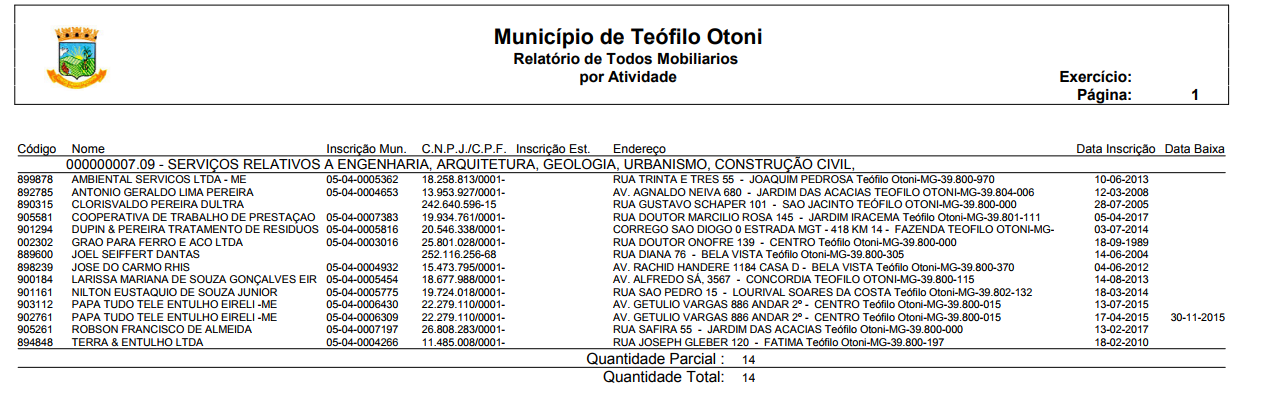 Município de Teófilo Otoni
Relatório de Todos Mobiliarios
por Atividade
Exercício:
Página: 1
Código Nome Inscrição Mun. C.N.P.J./C.P.F. Inscrição Est. Endereço Data Inscrição Data Baixa
000000007.09 - SERVIÇOS RELATIVOS A ENGENHARIA, ARQUITETURA, GEOLOGIA, URBANISMO, CONSTRUÇÃO CIVIL,
899878 AMBIENTAL SERVICOS LTDA - ME 05-04-0005362 18.258.813/0001- RUA TRINTA E TRES 55 - JOAQUIM PEDROSA Teófilo Otoni-MG-39.800-970 10-06-2013
892785 ANTONIO GERALDO LIMA PEREIRA 05-04-0004653 13.953.927/0001- AV. AGNALDO NEIVA 680 - JARDIM DAS ACACIAS TEOFILO OTONI-MG-39.804-006 12-03-2008
890315 CLORISVALDO PEREIRA DULTRA 242.640.596-15 RUA GUSTAVO SCHAPER 101 - SAO JACINTO TEÓFILO OTONI-MG-39.800-000 28-07-2005
905581 COOPERATIVA DE TRABALHO DE PRESTAÇAO 05-04-0007383 19.934.761/0001- RUA DOUTOR MARCILIO ROSA 145 - JARDIM IRACEMA Teófilo Otoni-MG-39.801-111 05-04-2017
901294 DUPIN & PEREIRA TRATAMENTO DE RESIDUOS 05-04-0005816 20.546.338/0001- CORREGO SAO DIOGO 0 ESTRADA MGT - 418 KM 14 - FAZENDA TEOFILO OTONI-MG- 03-07-2014
002302 GRAO PARA FERRO E ACO LTDA 05-04-0003016 25.801.028/0001- RUA DOUTOR ONOFRE 139 - CENTRO Teófilo Otoni-MG-39.800-000 18-09-1989
889600 JOEL SEIFFERT DANTAS 252.116.256-68 RUA DIANA 76 - BELA VISTA Teófilo Otoni-MG-39.800-305 14-06-2004
898239 JOSE DO CARMO RHIS 05-04-0004932 15.473.795/0001- AV. RACHID HANDERE 1184 CASA D - BELA VISTA Teófilo Otoni-MG-39.800-370 04-06-2012
900184 LARISSA MARIANA DE SOUZA GONÇALVES EIR 05-04-0005454 18.677.988/0001- AV. ALFREDO SÁ, 3567 - CONCORDIA TEOFILO OTONI-MG-39.800-115 14-08-2013
901161 NILTON EUSTAQUIO DE SOUZA JUNIOR 05-04-0005775 19.724.018/0001- RUA SAO PEDRO 15 - LOURIVAL SOARES DA COSTA Teófilo Otoni-MG-39.802-132 18-03-2014
903112 PAPA TUDO TELE ENTULHO EIRELI -ME 05-04-0006430 22.279.110/0001- AV. GETULIO VARGAS 886 ANDAR 2º - CENTRO Teófilo Otoni-MG-39.800-015 13-07-2015
902761 PAPA TUDO TELE ENTULHO EIRELI -ME 05-04-0006309 22.279.110/0001- AV. GETULIO VARGAS 886 ANDAR 2º - CENTRO Teófilo Otoni-MG-39.800-015 17-04-2015 30-11-2015
905261 ROBSON FRANCISCO DE ALMEIDA 05-04-0007197 26.808.283/0001- RUA SAFIRA 55 - JARDIM DAS ACACIAS Teófilo Otoni-MG-39.800-000 13-02-2017
894848 TERRA & ENTULHO LTDA 05-04-0004266 11.485.008/0001- RUA JOSEPH GLEBER 120 - FATIMA Teófilo Otoni-MG-39.800-197 18-02-2010
Quantidade Parcial : 14
Quantidade Total: 14